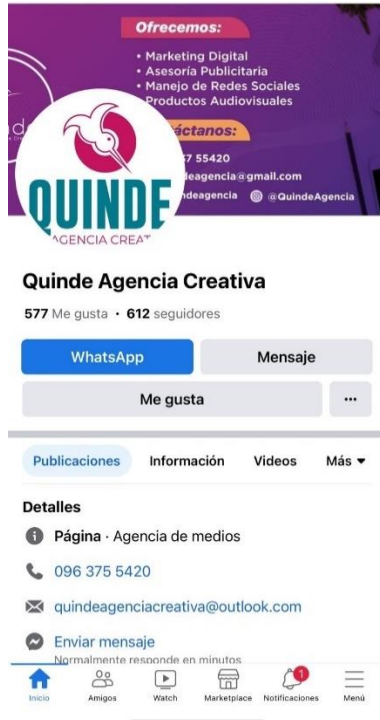 Ofrecemos:
• Marketing Digital
• Asesoría Publicitaria
• Manejo de Redes Sociales
Productos Audiovisuales
áctanos:
55420
eagencia@gmail.com
deagencia @QuindeAgencia
QUINDE
AGENCIA CREAT
Quinde Agencia Creativa
577 Me gusta • 612 seguidores
WhatsApp
Mensaje
Me gusta
...
Publicaciones Información Videos Más
Detalles
Página · Agencia de medios
096 375 5420
quindeagenciacreativa@outlook.com
Enviar mensaje
Normalmente responde en minutos
1
Inicio Amigos Watch Marketplace Notificaciones Menú